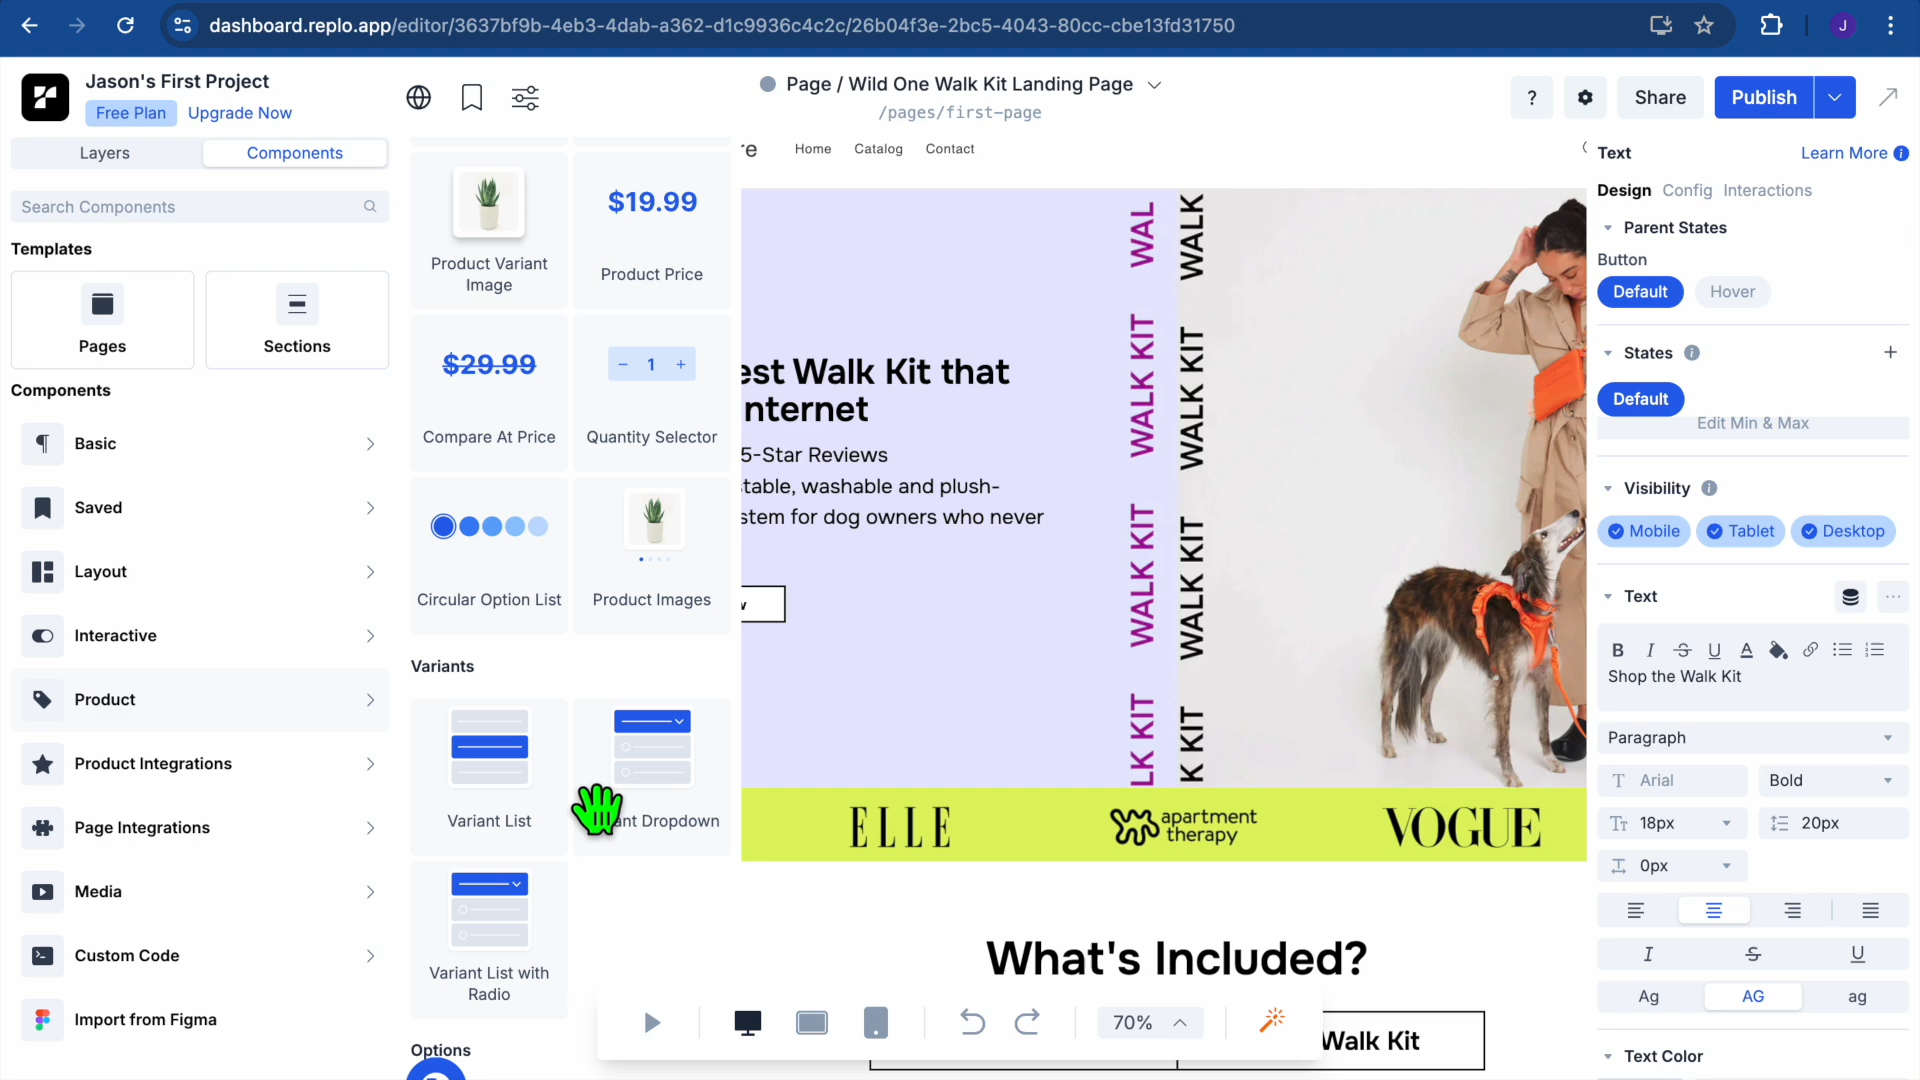 dashboard.replo.app/editor/3637bf9b-4eb3-4dab-a362-d1c9936c4c2c/26b04f3e-2bc5-4043-80cc-cbe13fd31750
J
Jason's First Project
Free Plan
Upgrade Now
Page / Wild One Walk Kit Landing Page
/pages/first-page
?
Share
Publish
Layers
Components
Search Components
Templates
Pages
Sections
Components
Basic
Saved
Layout
Interactive
Product
Product Integrations
Page Integrations
Media
Custom Code
Import from Figma
Product Variant
Image
$19.99
Product Price
$29.99
Compare At Price
1
Quantity Selector
Circular Option List
Product Images
Variants
Variant List
ant Dropdown
Variant List with
Radio
Options
re
Home
Catalog
Contact
est Walk Kit that
nternet
5-Star Reviews
stable, washable and plush-
stem for dog owners who never
w
WAL
WALK KIT
WALK KIT
LK KIT
WALK
WALK KIT
WALK KIT
K KIT
ELLE
apartment
therapy
VOGUE
What's Included?
Walk Kit
70%
Text
Learn More
Design
Config
Interactions
Parent States
Button
Default
Hover
States
Default
Edit Min & Max
Visibility
Mobile
Tablet
Desktop
Text
B I S U A
Shop the Walk Kit
Paragraph
Arial
Bold
18px
20px
0px
I S U
Ag
AG
ag
Text Color